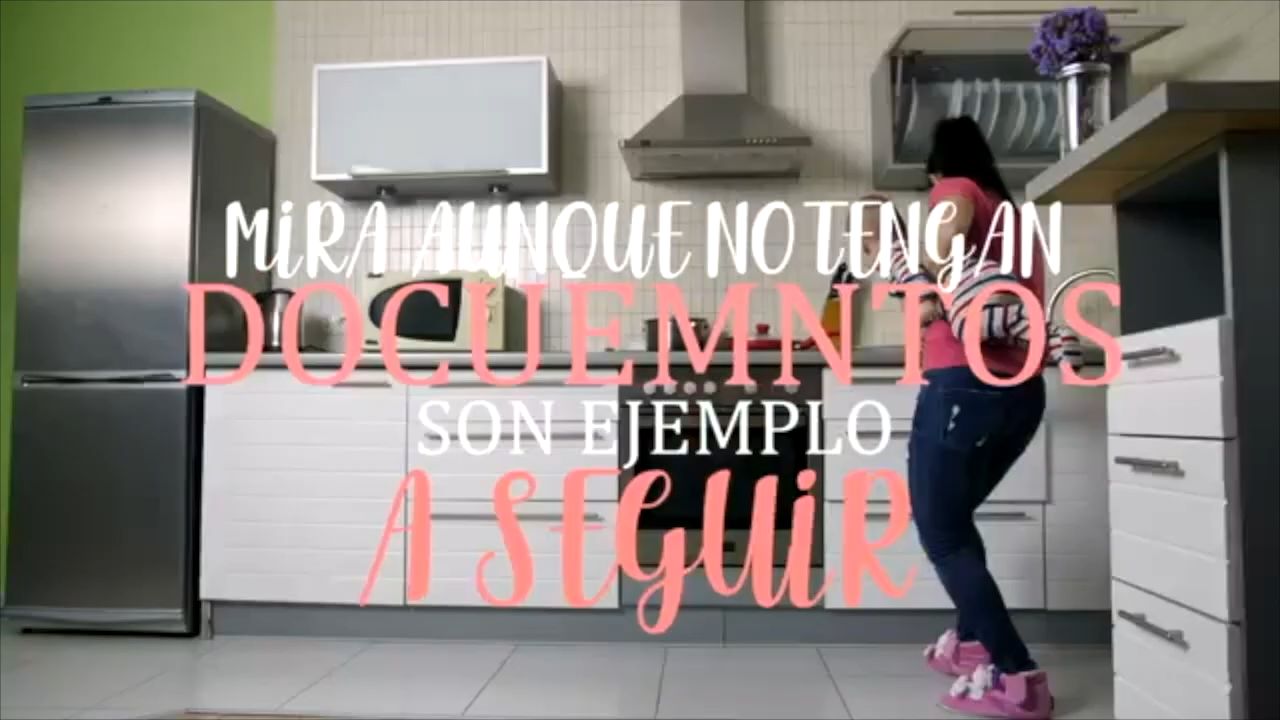 MiRA AUNQUE NO TENGAN
DOCUEMNTOS
SON EJEMPLO
A SEGUiR